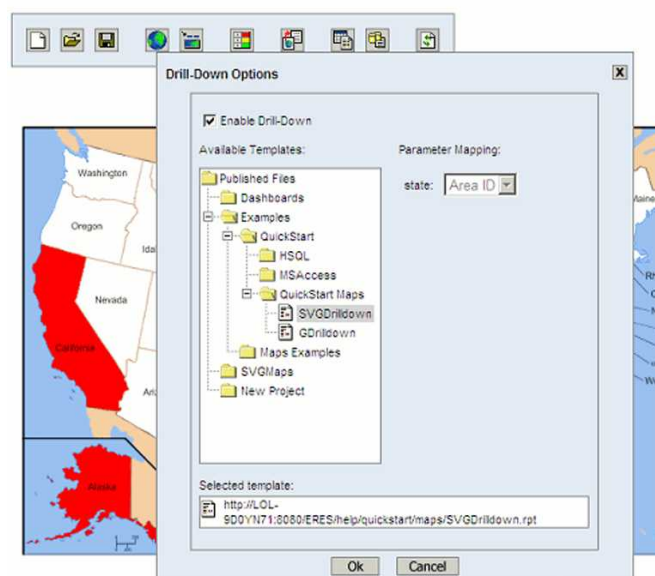 Drill-Down Options
X
Enable Drill-Down
Available Templates:
Parameter Mapping:
Published Files
state: Area ID
Dashboards
Examples
QuickStart
HSQL
MSAccess
QuickStart Maps
SVGDrilldown
GDrilldown
Maps Examples
SVGMaps
New Project
Selected template:
http://LOL-
9D0YN71:8080/ERES/help/quickstart/maps/SVGDrilldown.rpt
Ok
Cancel
Washington
Oregon
Ida
Nevada
California
Ariz
Alaska
Maine